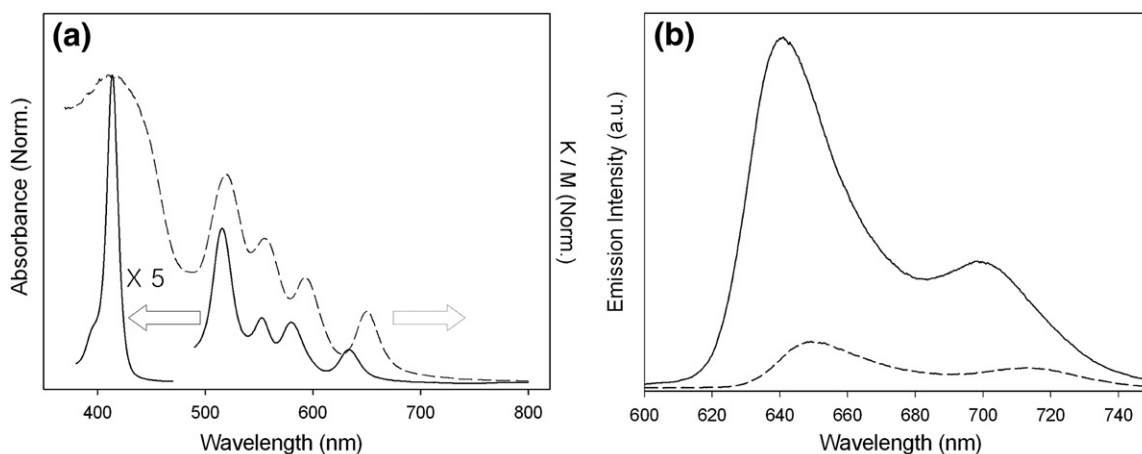 (a)
Absorbance (Norm.)
X 5
K / M (Norm.)
400 500 600 700 800
Wavelength (nm)
(b)
Emission Intensity (a.u.)
600 620 640 660 680 700 720 740
Wavelength (nm)